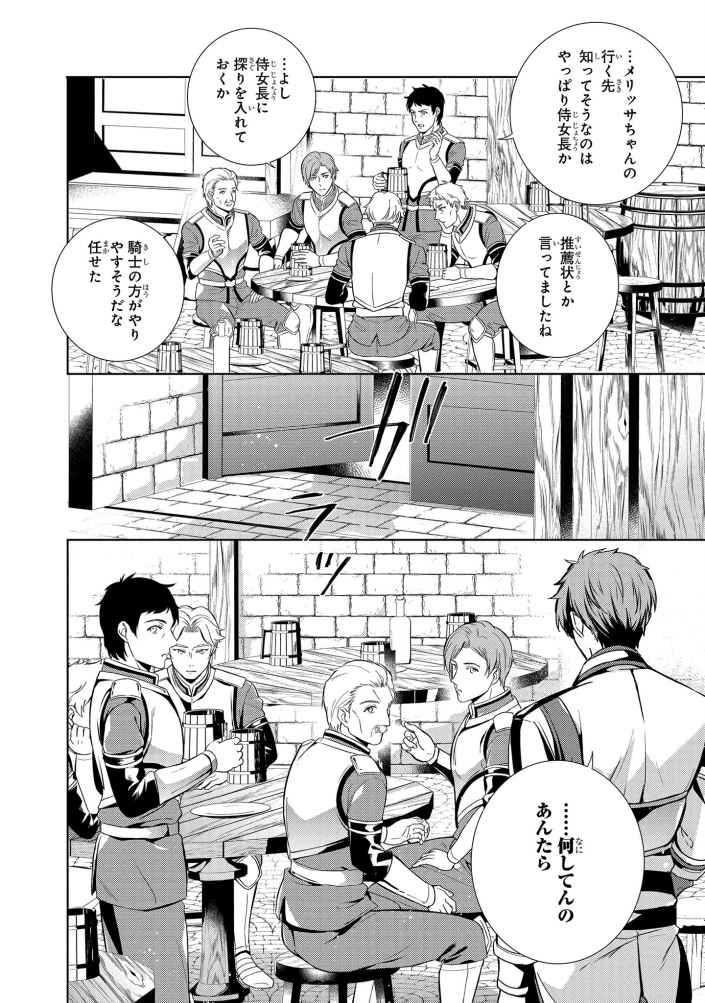 …メリッサちゃんの
行く先
知ってそうなのは
やっぱり侍女長か
推薦状とか
言ってましたね
…よし
侍女長に
探りを入れて
おくか
騎士の方がやり
やすそうだな
任せた
ガチャ
……何してんの
あんたら